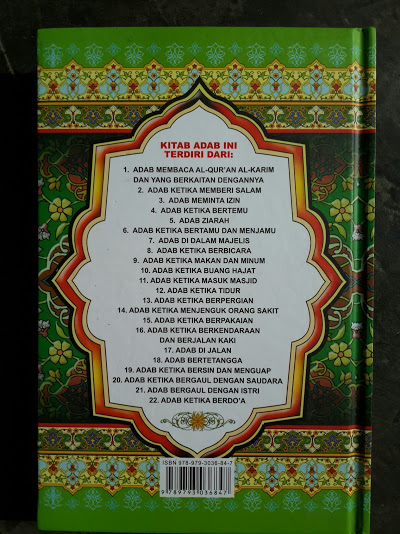 KITAB ADAB INI
TERDIRI DARI:
1. ADAB MEMBACA AL-QUR'AN AL-KARIM
DAN YANG BERKAITAN DENGANNYA
2. ADAB KETIKA MEMBERI SALAM
3. ADAB MEMINTA IZIN
4. ADAB KETIKA BERTEMU
5. ADAB ZIARAH
6. ADAB KETIKA BERTAMU DAN MENJAMU
7. ADAB DI DALAM MAJELIS
8. ADAB KETIKA BERBICARA
9. ADAB KETIKA MAKAN DAN MINUM
10. ADAB KETIKA BUANG HAJAT
11. ADAB KETIKA MASUK MASJID
12. ADAB KETIKA TIDUR
13. ADAB KETIKA BERPERGIAN
14. ADAB KETIKA MENJENGUK ORANG SAKIT
15. ADAB KETIKA BERPAKAIAN
16. ADAB KETIKA BERKENDARAAN
DAN BERJALAN KAKI
17. ADAB DI JALAN
18. ADAB BERTETANGGA
19. ADAB KETIKA BERSIN DAN MENGUAP
20. ADAB KETIKA BERGAUL DENGAN SAUDARA
21. ADAB BERGAUL DENGAN ISTRI
22. ADAB KETIKA BERDO'A
ISBN 978-979-3036-84-7
9 789793 036847